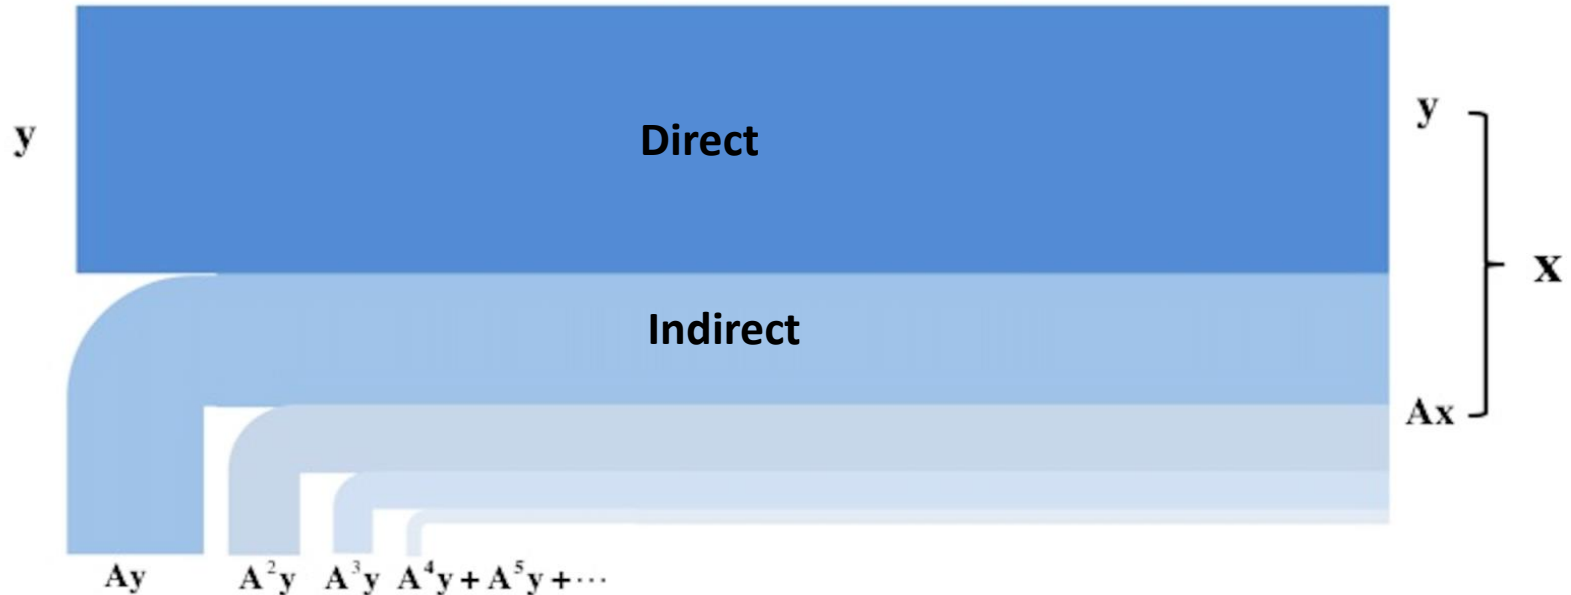 y
Direct
y
x
Indirect
Ax
Ay
A²y
A³y
A⁴y + A⁵y + ⋯